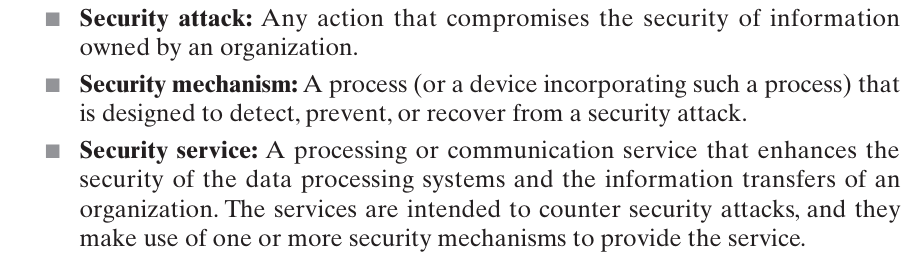 ■ Security attack: Any action that compromises the security of information
owned by an organization.
■ Security mechanism: A process (or a device incorporating such a process) that
is designed to detect, prevent, or recover from a security attack.
■ Security service: A processing or communication service that enhances the
security of the data processing systems and the information transfers of an
organization. The services are intended to counter security attacks, and they
make use of one or more security mechanisms to provide the service.